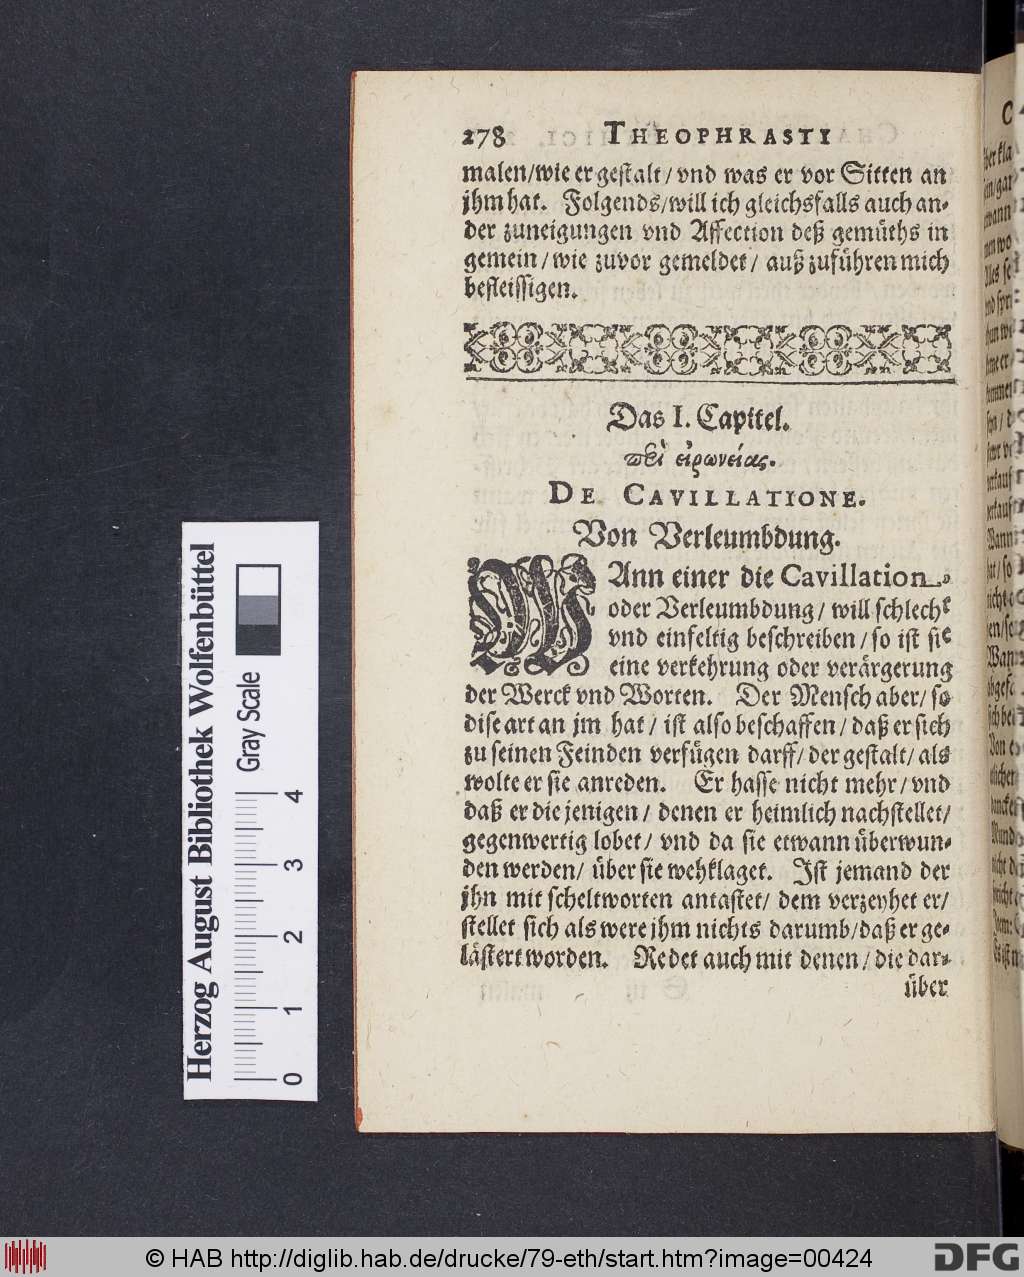 278 THEOPHRASTI
malen/wie er gestalt/vnd was er vor Sitten an
jhm hat. Folgends/will ich gleichsfalls auch an-
der zuneigungen vnd Affection deß gemüths in
gemein/wie zuvor gemeldet/auß zuführen mich
befleissigen.
Das I. Capitel.
περὶ εἰρωνείας.
DE CAVILLATIONE.
Von Verleumbdung.
WAnn einer die Cavillation
oder Verleumbdung/will schlecht
vnd einfeltig beschreiben/so ist sie
eine verkehrung oder verärgerung
der Werck vnd Worten. Der Mensch aber/so
dise art an jm hat/ist also beschaffen/daß er sich
zu seinen Feinden verfügen darff/der gestalt/als
wolte er sie anreden. Er hasse nicht mehr/vnd
daß er die jenigen/denen er heimlich nachstellet/
gegenwertig lobet/vnd da sie etwann überwun-
den werden/über sie wehklaget. Ist jemand der
jhn mit scheltworten antastet/dem verzeyhet er/
stellet sich als were jhm nichts darumb/daß er ge-
lästert worden. Redet auch mit denen/die dar-
über
Herzog August Bibliothek Wolfenbüttel
Gray Scale
0 1 2 3 4
© HAB http://diglib.hab.de/drucke/79-eth/start.htm?image=00424
DFG